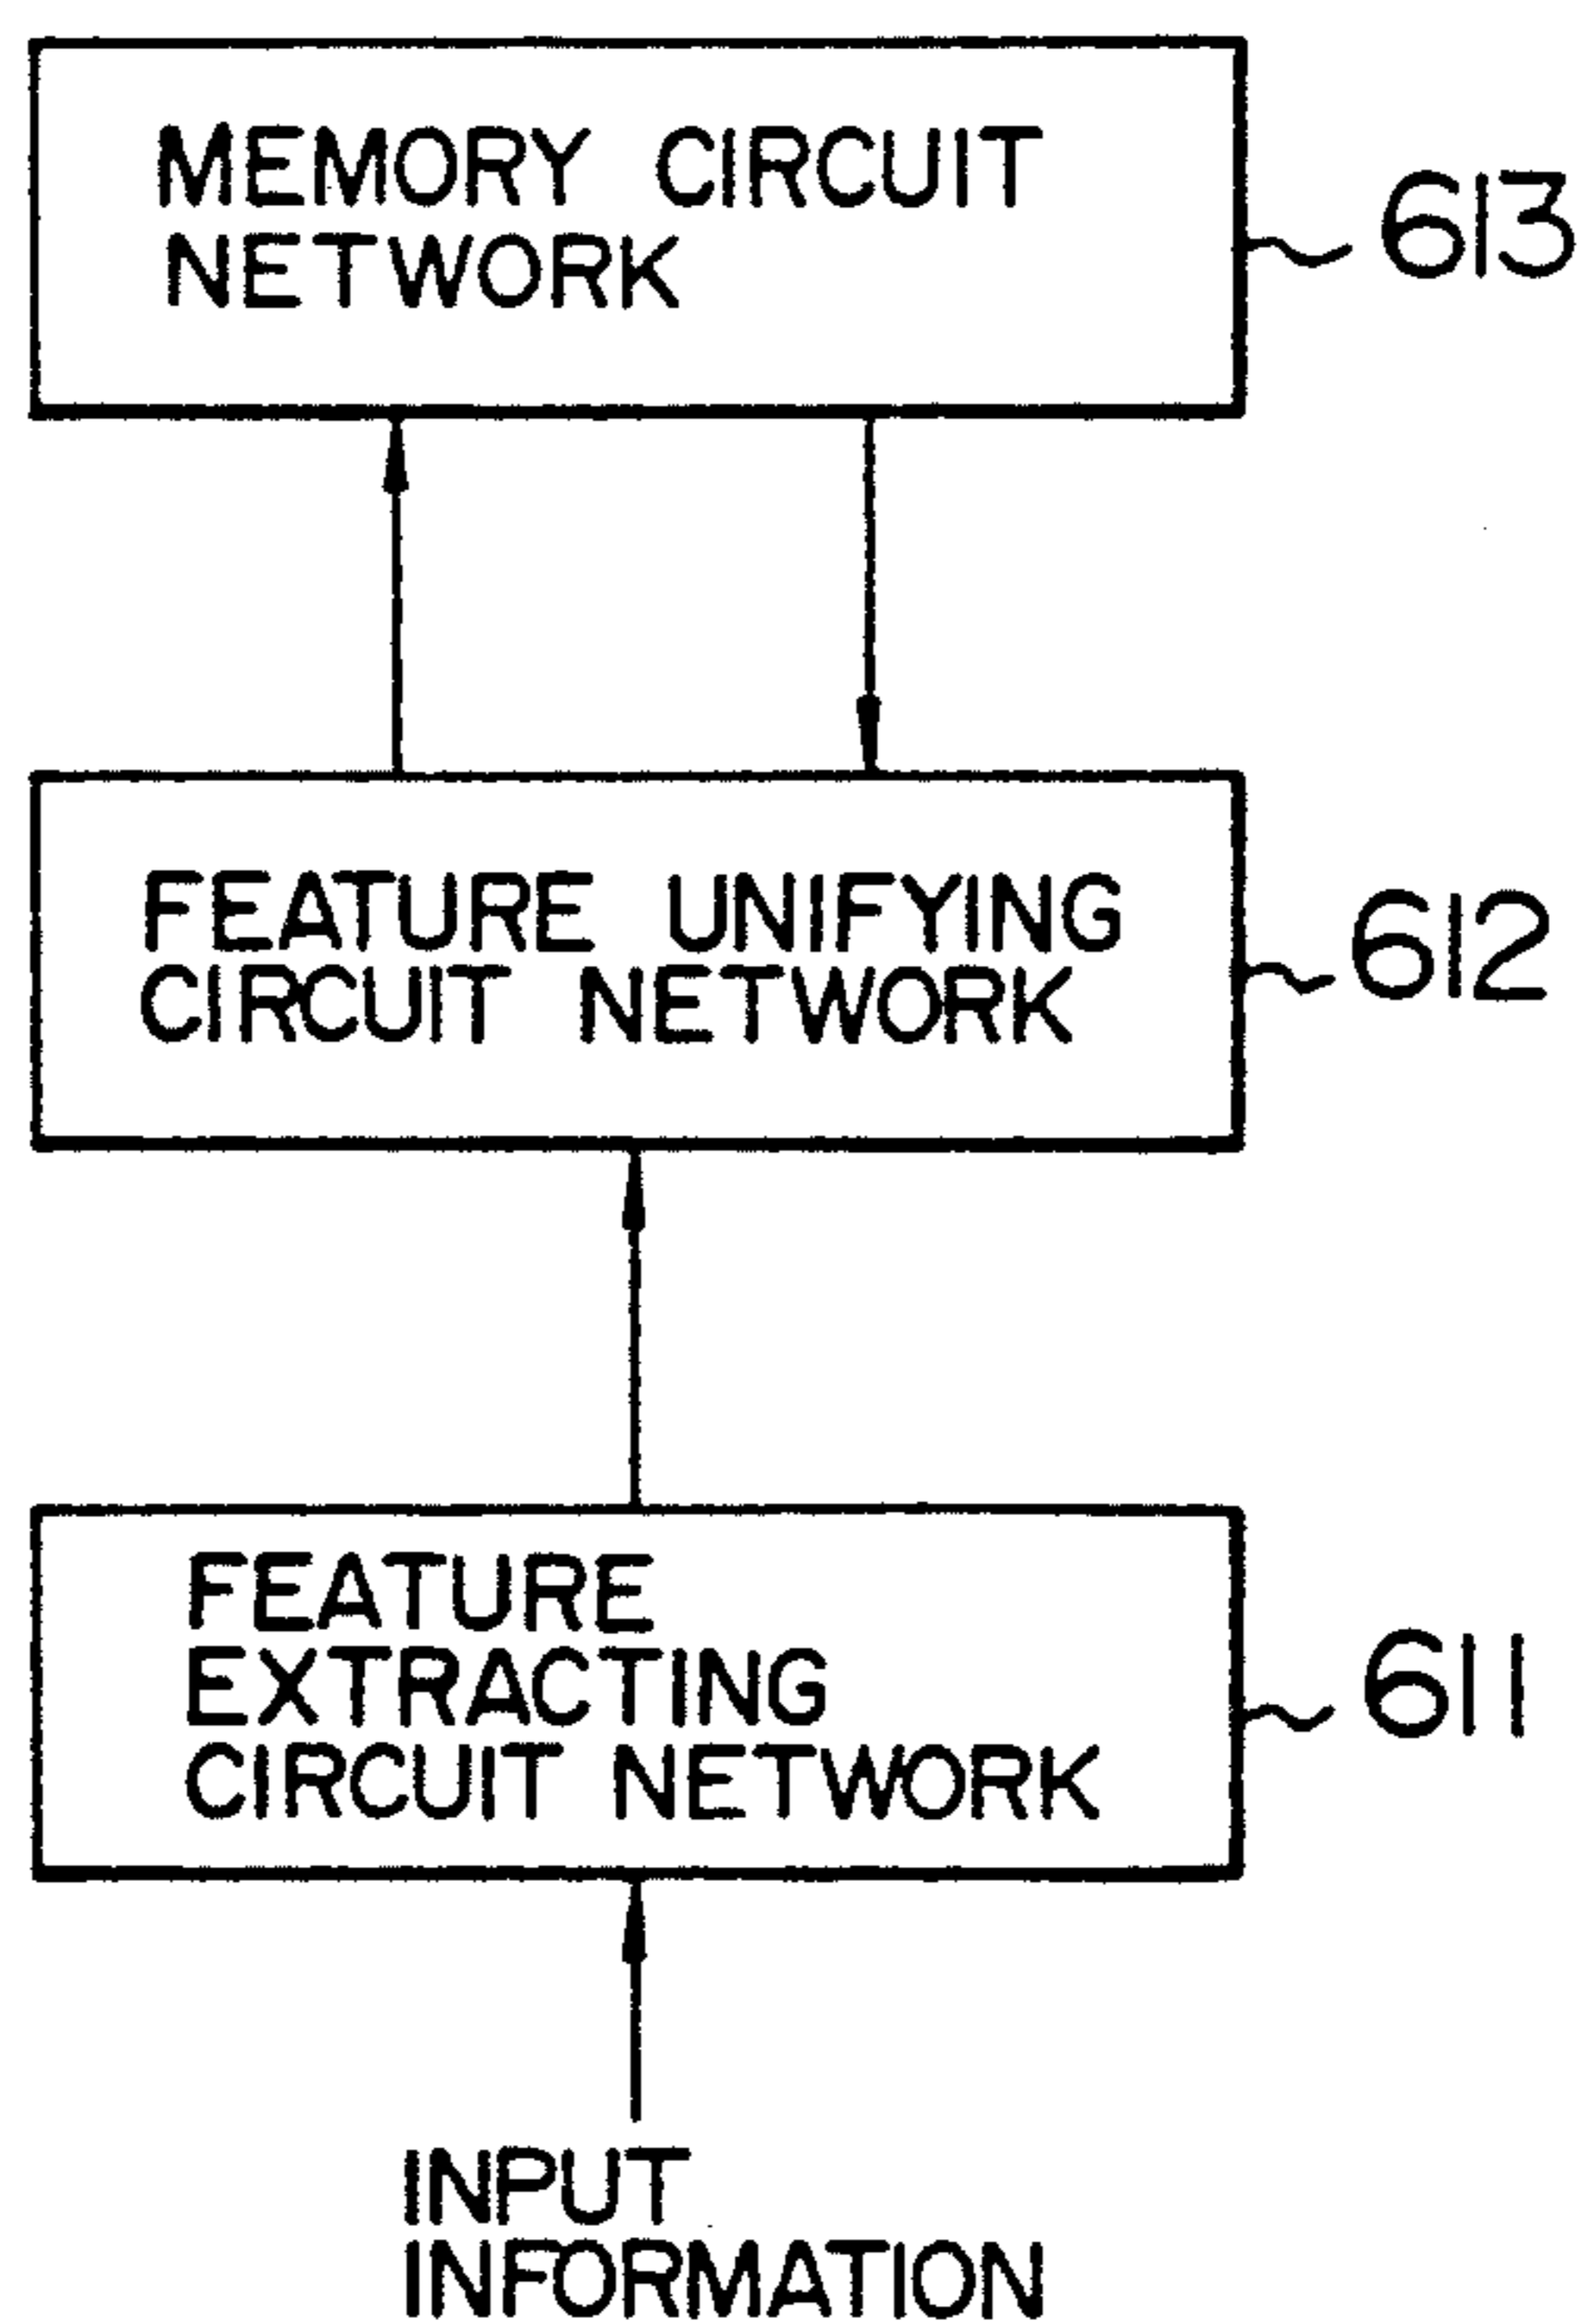 MEMORY CIRCUIT
NETWORK
613
FEATURE UNIFYING
CIRCUIT NETWORK
612
FEATURE
EXTRACTING
CIRCUIT NETWORK
611
INPUT
INFORMATION